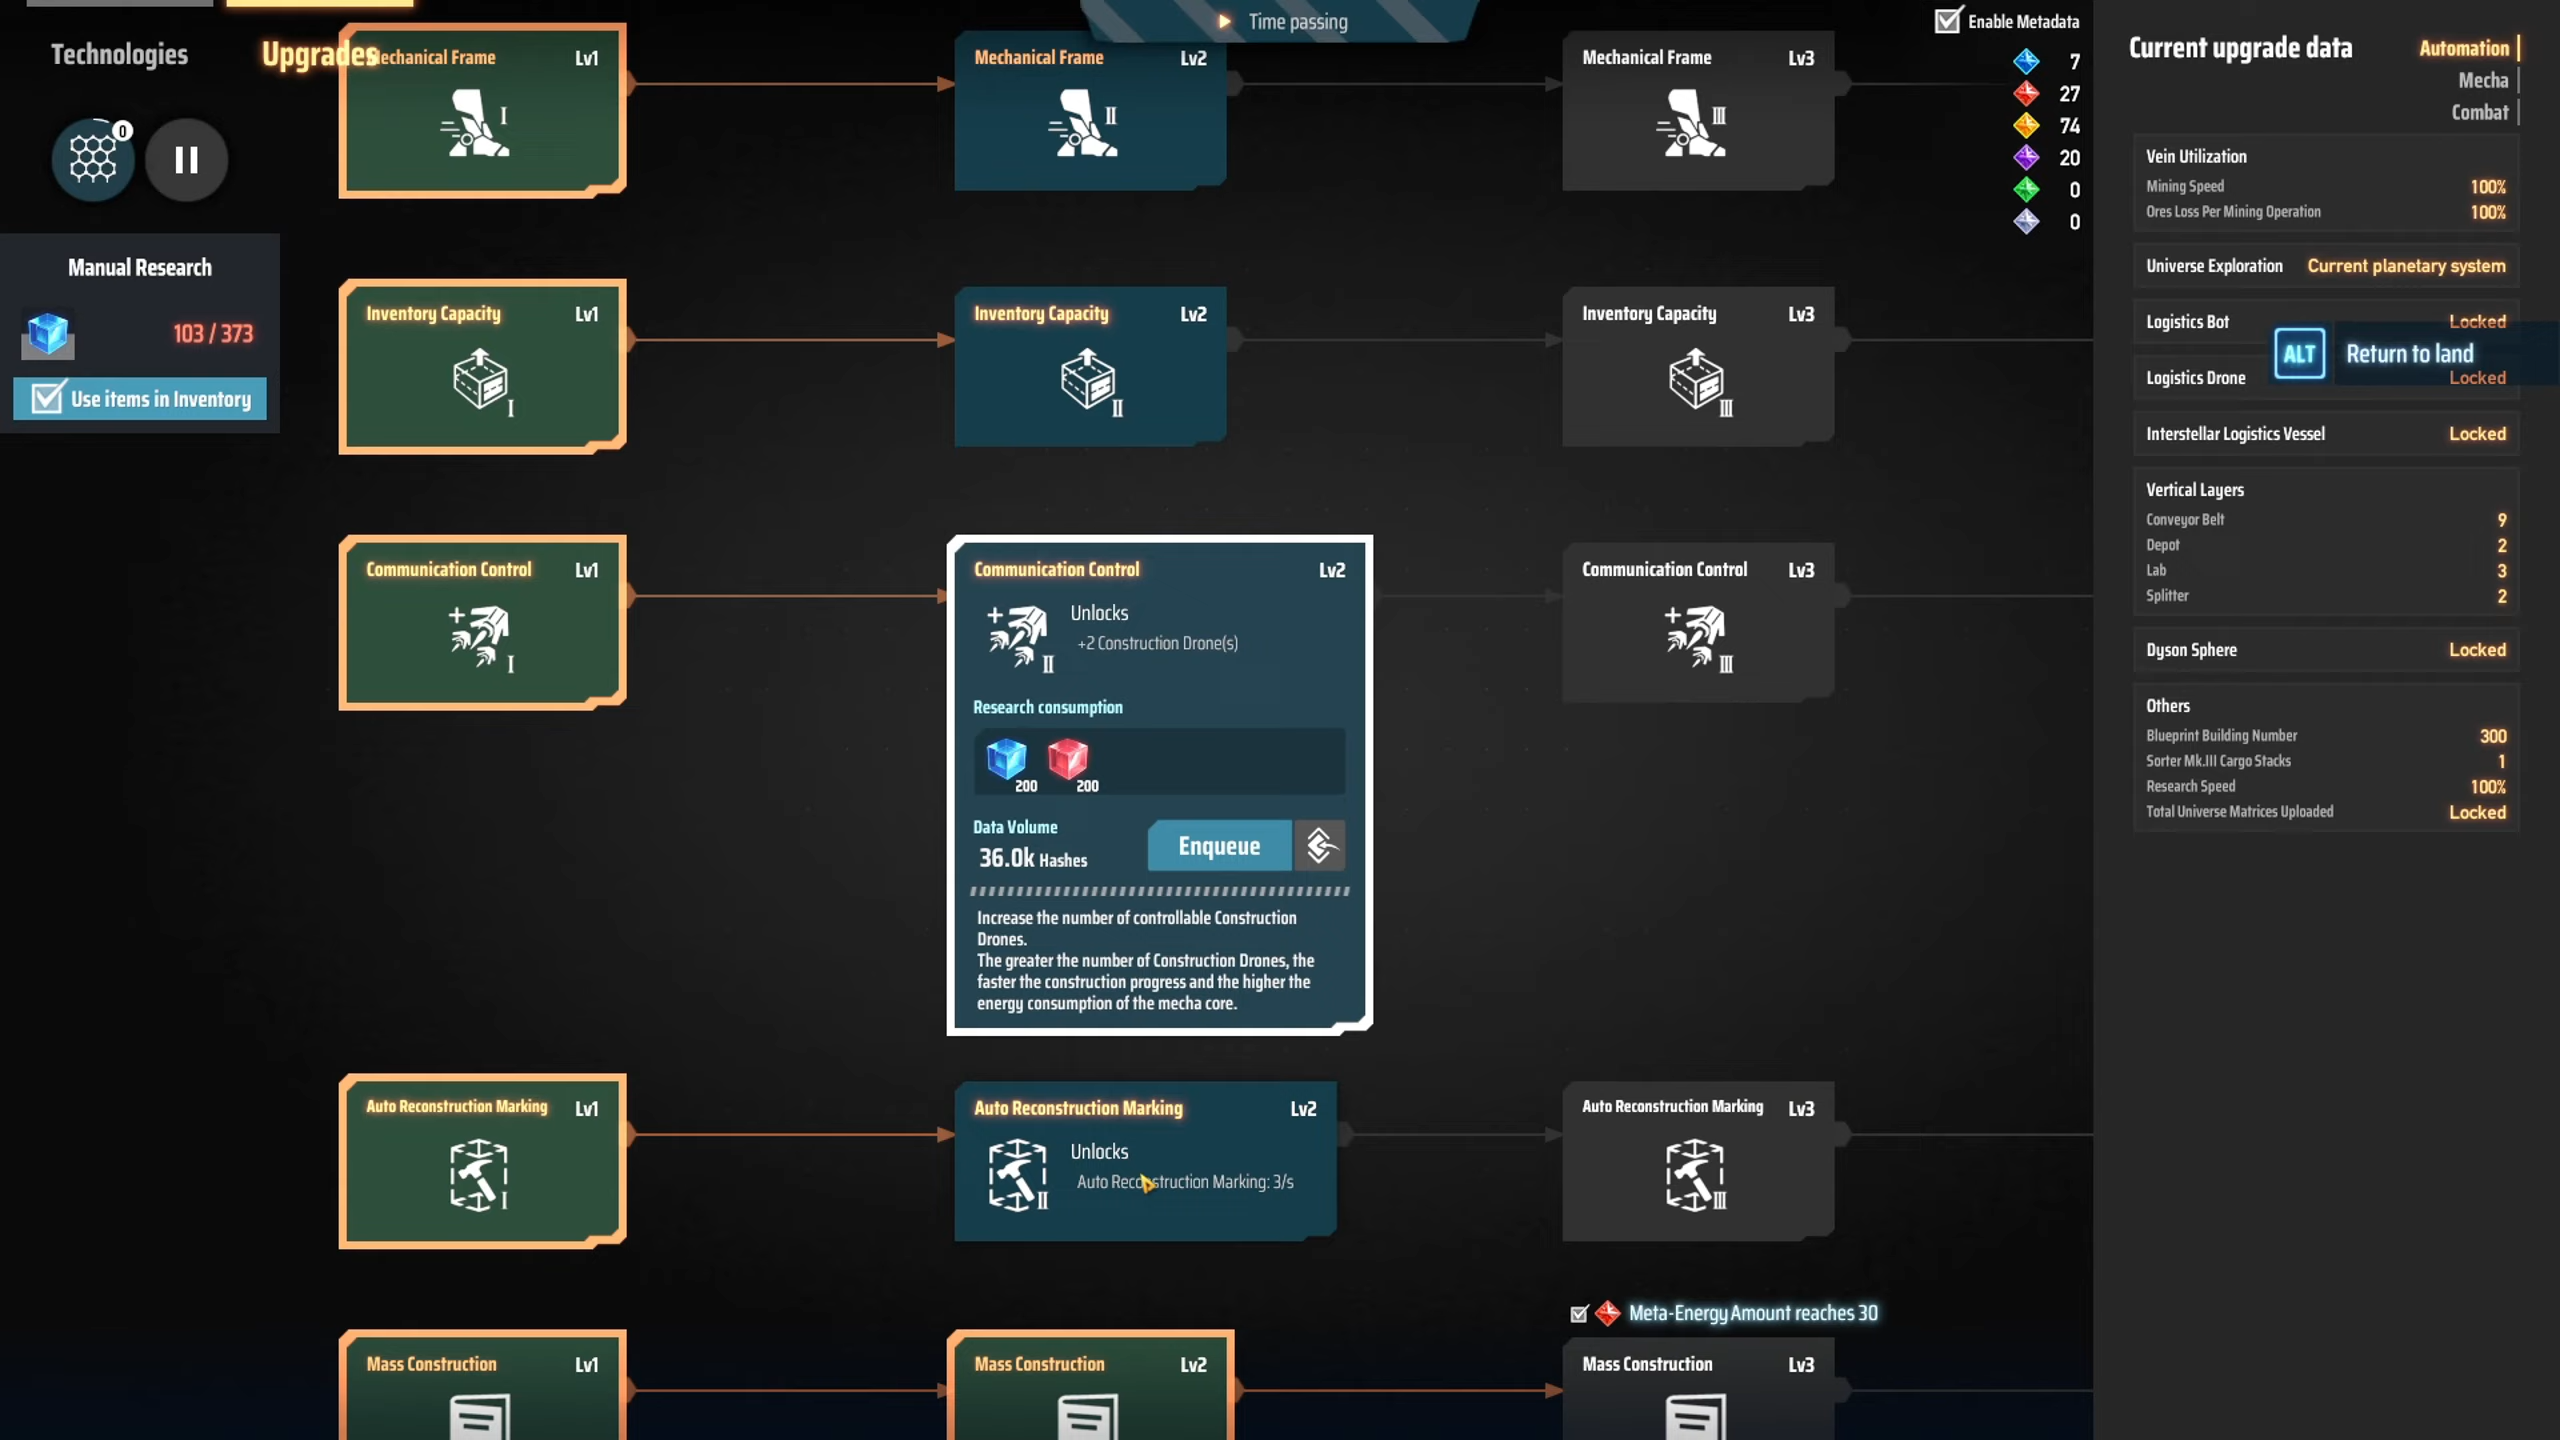 Technologies
Upgrades
0
Manual Research
103 / 373
Use items in Inventory
Time passing
Enable Metadata
7
27
74
20
0
0
Mechanical Frame Lv1
I
Mechanical Frame Lv2
II
Mechanical Frame Lv3
III
Inventory Capacity Lv1
I
Inventory Capacity Lv2
II
Inventory Capacity Lv3
III
Communication Control Lv1
I
Communication Control Lv2
II
Unlocks
+2 Construction Drone(s)
Research consumption
200 200
Data Volume
36.0k Hashes
Enqueue
Increase the number of controllable Construction
Drones.
The greater the number of Construction Drones, the
faster the construction progress and the higher the
energy consumption of the mecha core.
Communication Control Lv3
III
Auto Reconstruction Marking Lv1
I
Auto Reconstruction Marking Lv2
II
Unlocks
Auto Reconstruction Marking: 3/s
Auto Reconstruction Marking Lv3
III
Meta-Energy Amount reaches 30
Mass Construction Lv1
Mass Construction Lv2
Mass Construction Lv3
Current upgrade data
Automation
Mecha
Combat
Vein Utilization
Mining Speed 100%
Ores Loss Per Mining Operation 100%
Universe Exploration Current planetary system
Logistics Bot Locked
ALT Return to land
Logistics Drone Locked
Interstellar Logistics Vessel Locked
Vertical Layers
Conveyor Belt 9
Depot 2
Lab 3
Splitter 2
Dyson Sphere Locked
Others
Blueprint Building Number 300
Sorter Mk.III Cargo Stacks 1
Research Speed 100%
Total Universe Matrices Uploaded Locked